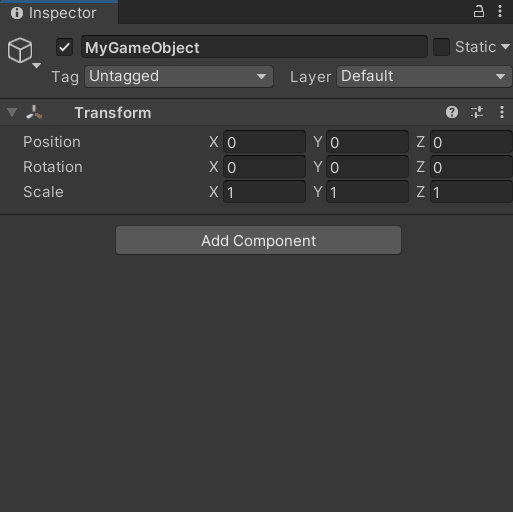 Inspector
MyGameObject Static
Tag Untagged Layer Default
Transform
Position X 0 Y 0 Z 0
Rotation X 0 Y 0 Z 0
Scale X 1 Y 1 Z 1
Add Component